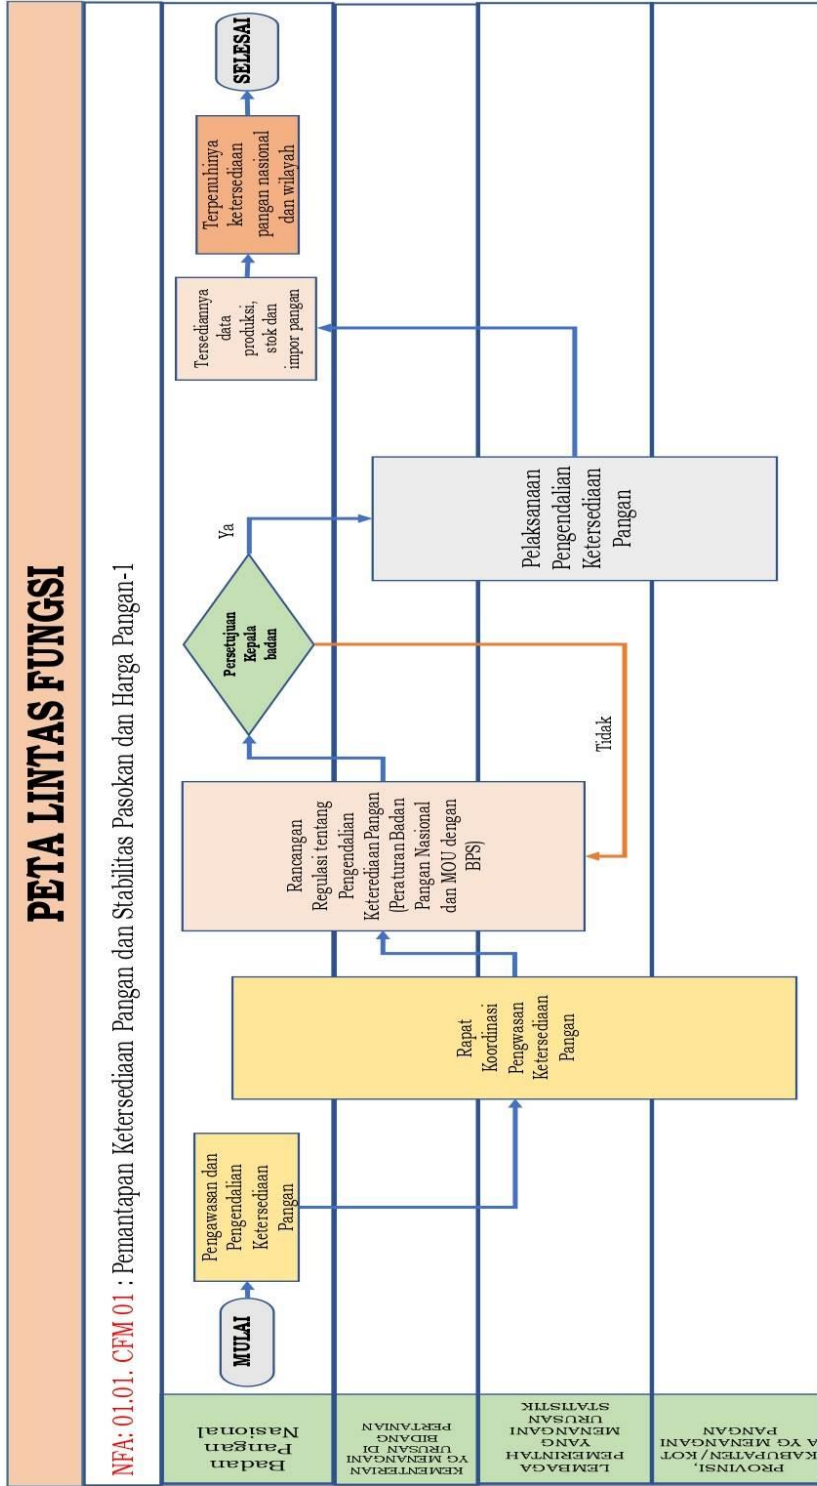 PETA LINTAS FUNGSI
NFA: 01.01. CFM 01 : Pemantapan Ketersediaan Pangan dan Stabilitas Pasokan dan Harga Pangan-1
Badan
Pangan
Nasional
MULAI
Pengawasan dan
Pengendalian
Ketersediaan
Pangan
Rapat
Koordinasi
Pengwasan
Ketersediaan
Pangan
Rancangan
Regulasi tentang
Pengendalian
Keterediaan Pangan
(Peraturan Badan
Pangan Nasional
dan MOU dengan
BPS)
Persetujuan
Kepala
badan
Ya
Tidak
Pelaksanaan
Pengendalian
Ketersediaan
Pangan
Tersediannya
data
produksi,
stok dan
impor pangan
Terpenuhinya
ketersediaan
pangan nasional
dan wilayah
SELESAI
KEMENTERIAN
YG MENANGANI
URUSAN DI
BIDANG
PERTANIAN
LEMBAGA
PEMERINTAH
YANG
MENANGANI
URUSAN
STATISTIK
PROVINSI,
KABUPATEN/KOT
A YG MENANGANI
PANGAN